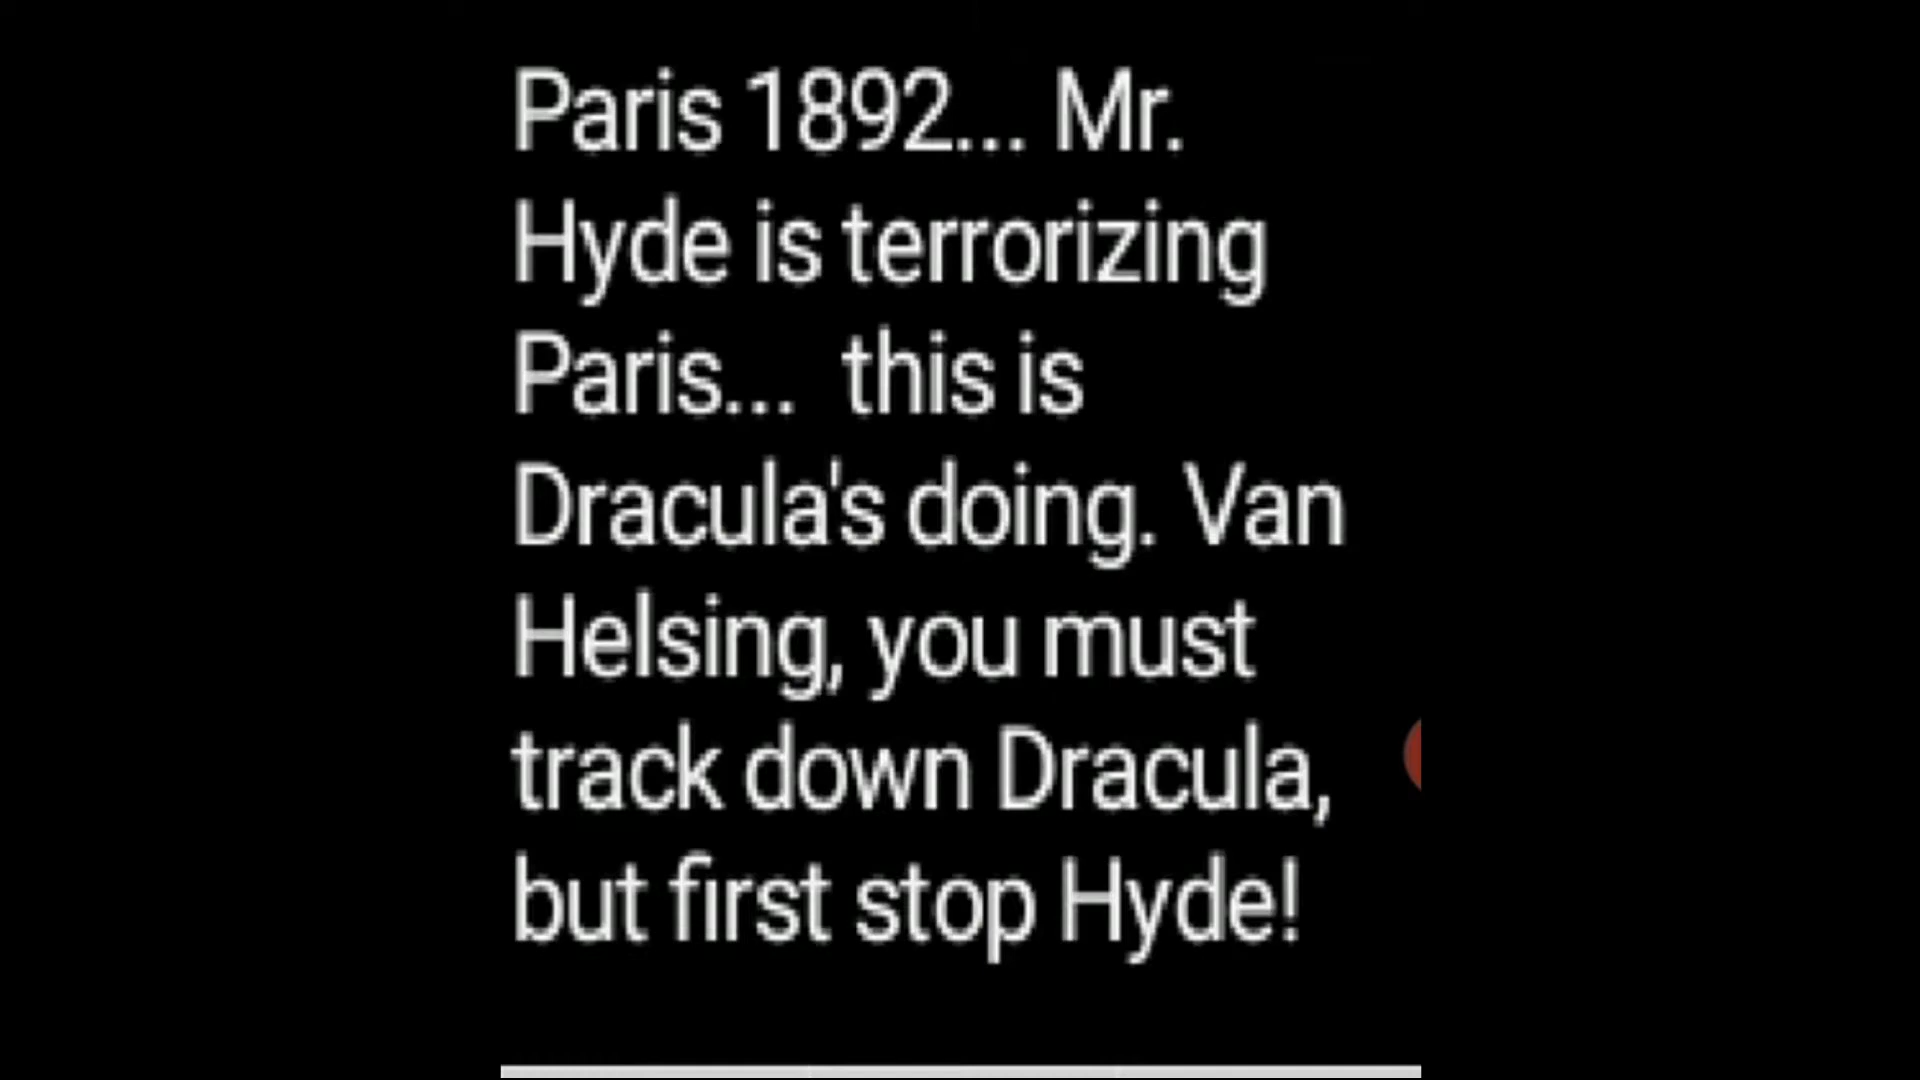 Paris 1892... Mr.
Hyde is terrorizing
Paris...  this is
Dracula's doing. Van
Helsing, you must
track down Dracula,
but first stop Hyde!